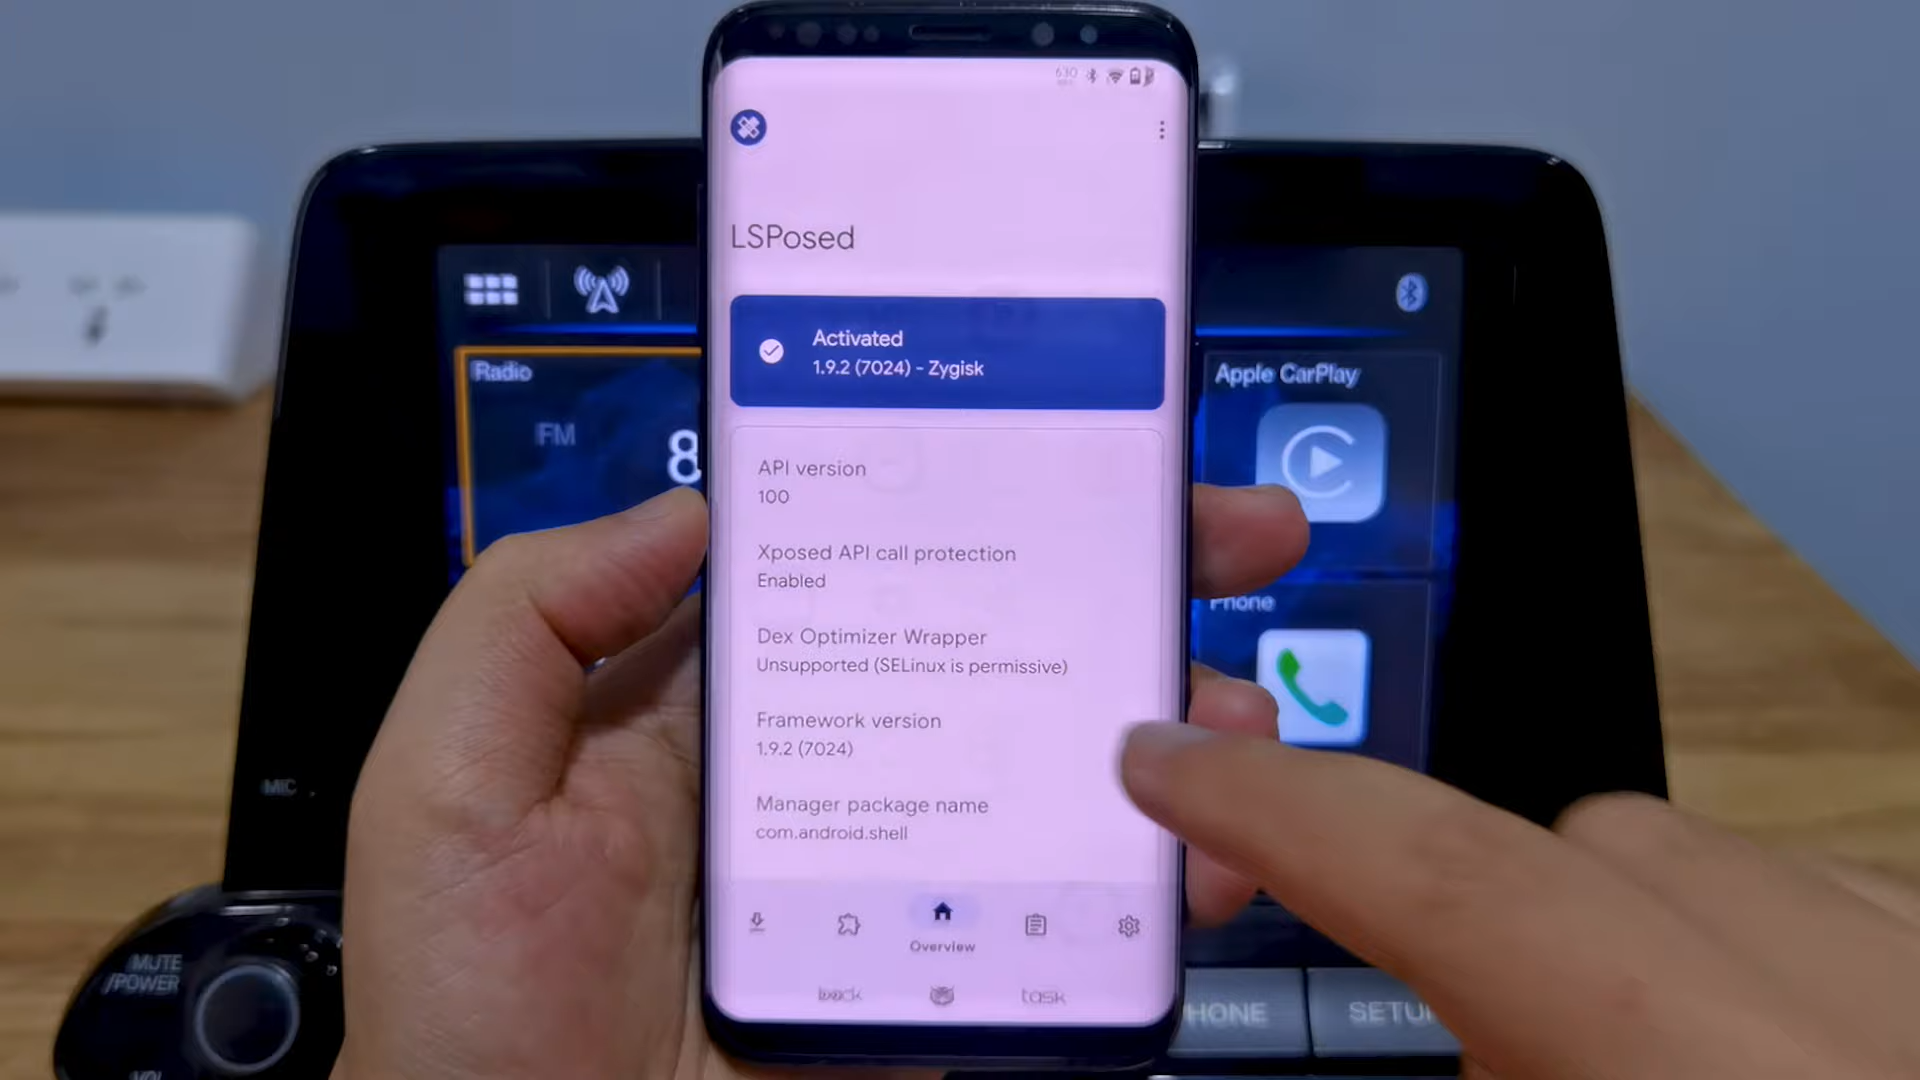 LSPosed
Activated
1.9.2 (7024) - Zygisk
API version
100
Xposed API call protection
Enabled
Dex Optimizer Wrapper
Unsupported (SELinux is permissive)
Framework version
1.9.2 (7024)
Manager package name
com.android.shell
Overview
back
task
Radio
FM
8
Apple CarPlay
Phone
MIC
MUTE
/POWER
VOL
HONE
SETU